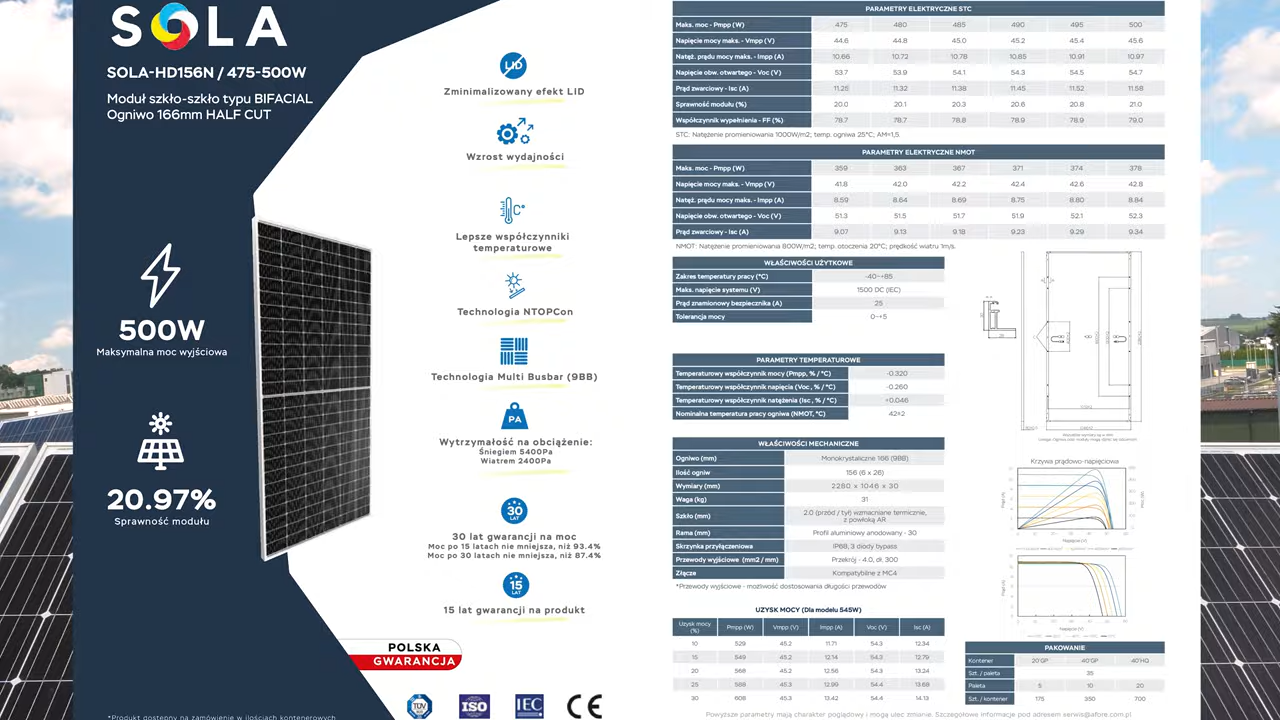 SOLA
SOLA-HD156N / 475-500W
Moduł szkło-szkło typu BIFACIAL
Ogniwo 166mm HALF CUT
500W
Maksymalna moc wyjściowa
20.97%
Sprawność modułu
*Produkt dostępny na zamówienie w ilościach kontenerowych
LID
Zminimalizowany efekt LID
Wzrost wydajności
C°
Lepsze współczynniki
temperaturowe
Technologia NTOPCon
Technologia Multi Busbar (9BB)
PA
Wytrzymałość na obciążenie:
Śniegiem 5400Pa
Wiatrem 2400Pa
30
LAT
30 lat gwarancji na moc
Moc po 15 latach nie mniejsza, niż 93.4%
Moc po 30 latach nie mniejsza, niż 87.4%
15
LAT
15 lat gwarancji na produkt
POLSKA
GWARANCJA
TÜV
ISO
IEC
CE
PARAMETRY ELEKTRYCZNE STC
Maks. moc - Pmpp (W) 475 480 485 490 495 500
Napięcie mocy maks. - Vmpp (V) 44.6 44.8 45.0 45.2 45.4 45.6
Natęż. prądu mocy maks. - Impp (A) 10.66 10.72 10.78 10.85 10.91 10.97
Napięcie obw. otwartego - Voc (V) 53.7 53.9 54.1 54.3 54.5 54.7
Prąd zwarciowy - Isc (A) 11.25 11.32 11.38 11.45 11.52 11.58
Sprawność modułu (%) 20.0 20.1 20.3 20.6 20.8 21.0
Współczynnik wypełnienia - FF (%) 78.7 78.7 78.8 78.9 78.9 79.0
STC: Natężenie promieniowania 1000W/m2; temp. ogniwa 25°C; AM=1,5
PARAMETRY ELEKTRYCZNE NMOT
Maks. moc - Pmpp (W) 359 363 367 371 374 378
Napięcie mocy maks. - Vmpp (V) 41.8 42.0 42.2 42.4 42.6 42.8
Natęż. prądu mocy maks. - Impp (A) 8.59 8.64 8.69 8.75 8.80 8.84
Napięcie obw. otwartego - Voc (V) 51.3 51.5 51.7 51.9 52.1 52.3
Prąd zwarciowy - Isc (A) 9.07 9.13 9.18 9.23 9.29 9.34
NMOT: Natężenie promieniowania 800W/m2; temp. otoczenia 20°C; prędkość wiatru 1m/s.
WŁAŚCIWOŚCI UŻYTKOWE
Zakres temperatury pracy (°C) -40~+85
Maks. napięcie systemu (V) 1500 DC (IEC)
Prąd znamionowy bezpiecznika (A) 25
Tolerancja mocy 0~+5
PARAMETRY TEMPERATUROWE
Temperaturowy współczynnik mocy (Pmpp, % / °C) -0.320
Temperaturowy współczynnik napięcia (Voc , % / °C) -0.260
Temperaturowy współczynnik natężenia (Isc , % / °C) +0.046
Nominalna temperatura pracy ogniwa (NMOT, °C) 42±2
WŁAŚCIWOŚCI MECHANICZNE
Ogniwo (mm) Monokrystaliczne 166 (9BB)
Ilość ogniw 156 (6 x 26)
Wymiary (mm) 2280 x 1046 x 30
Waga (kg) 31
Szkło (mm) 2.0 (przód / tył) wzmacniane termicznie,
z powłoką AR
Rama (mm) Profil aluminiowy anodowany - 30
Skrzynka przyłączeniowa IP68, 3 diody bypass
Przewody wyjściowe (mm2 / mm) Przekrój - 4.0, dł. 300
Złącze Kompatybilne z MC4
*Przewody wyjściowe - możliwość dostosowania długości przewodów
UZYSK MOCY (Dla modelu 545W)
Uzysk mocy (%) Pmpp (W) Vmpp (V) Impp (A) Voc (V) Isc (A)
10 529 45.2 11.71 54.3 12.34
15 549 45.2 12.14 54.3 12.79
20 568 45.2 12.56 54.3 13.24
25 588 45.3 12.99 54.4 13.69
30 608 45.3 13.42 54.4 14.13
Krzywa prądowo-napięciowa
Napięcie (V)
Napięcie (V)
PAKOWANIE
Kontener 20'GP 40'GP 40'HQ
Szt. / paleta 35
Paleta 5 10 20
Szt. / kontener 175 350 700
Powyższe parametry mają charakter poglądowy i mogą ulec zmianie. Szczegółowe informacje pod adresem serwis@afore.com.pl